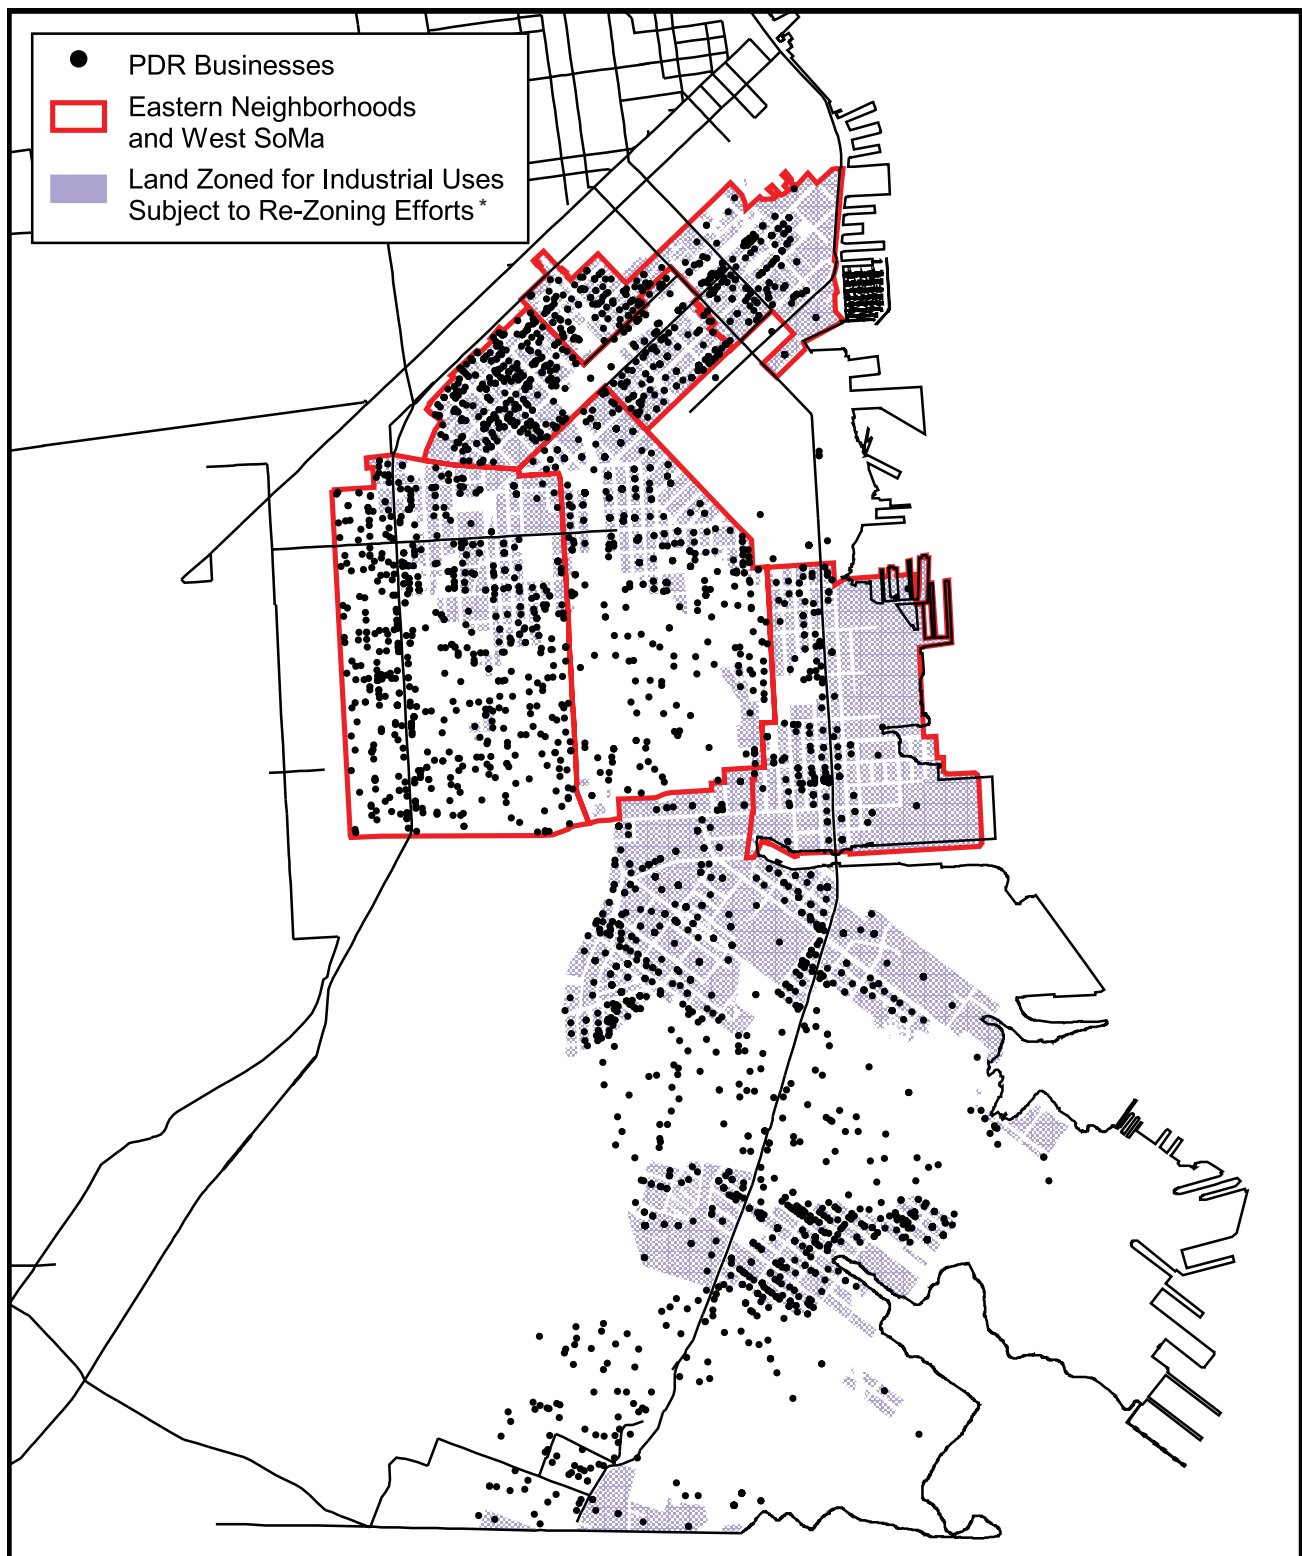 PDR Businesses
Eastern Neighborhoods
and West SoMa
Land Zoned for Industrial Uses
Subject to Re-Zoning Efforts *